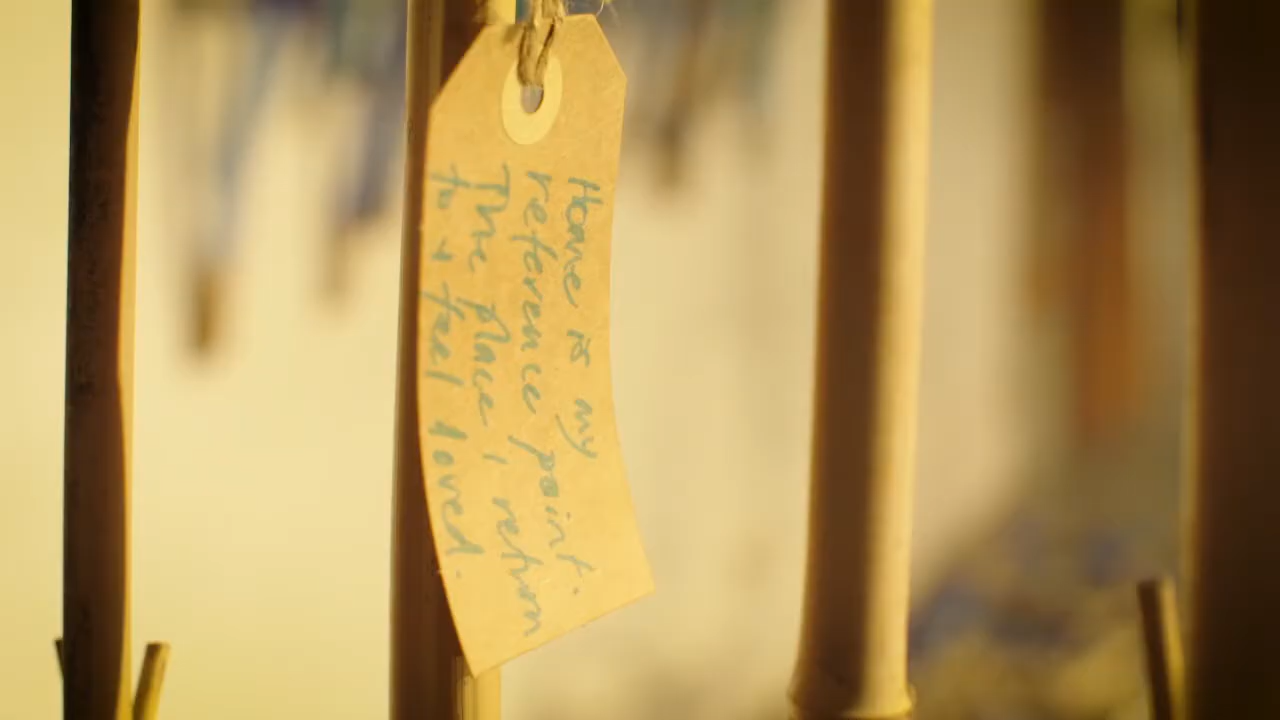 Home is my
reference point.
The place I return
to & feel loved.